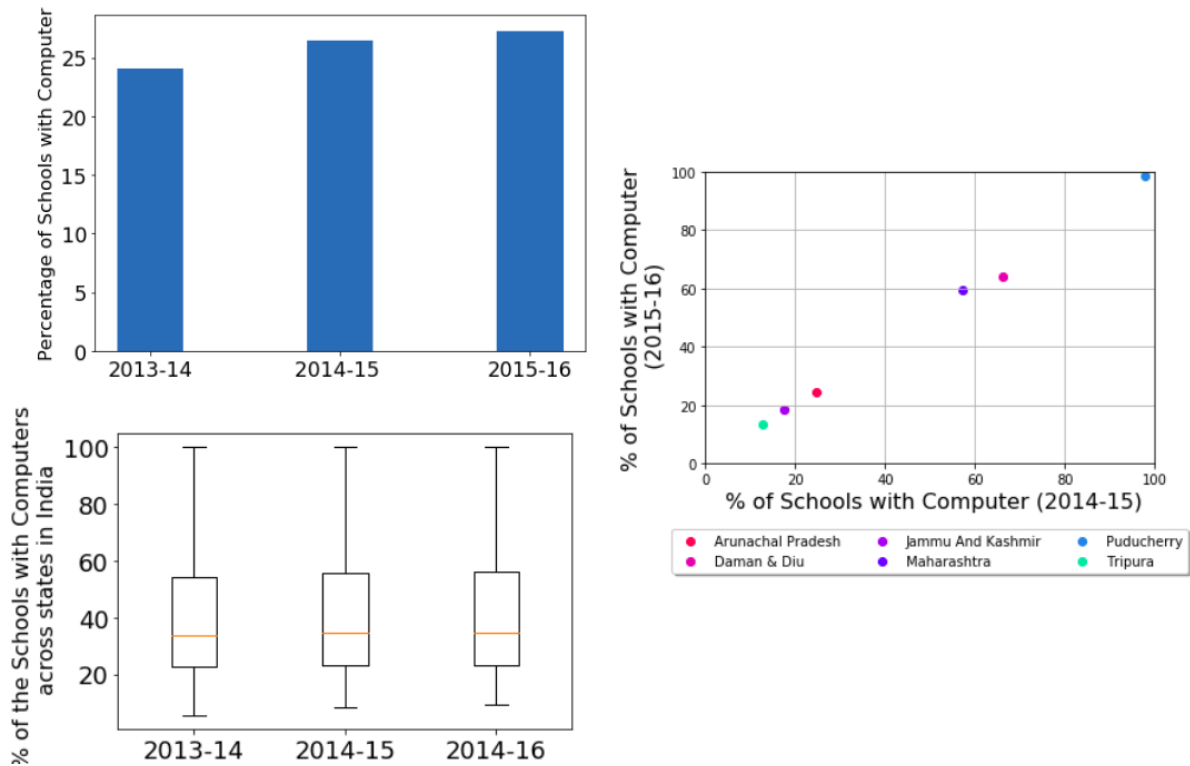 Percentage of Schools with Computer
25
20
15
10
5
0
2013-14 2014-15 2015-16
% of the Schools with Computers
across states in India
100
80
60
40
20
2013-14 2014-15 2014-16
% of Schools with Computer
(2015-16)
100
80
60
40
20
0
0 20 40 60 80 100
% of Schools with Computer (2014-15)
Arunachal Pradesh Jammu And Kashmir Puducherry
Daman & Diu Maharashtra Tripura